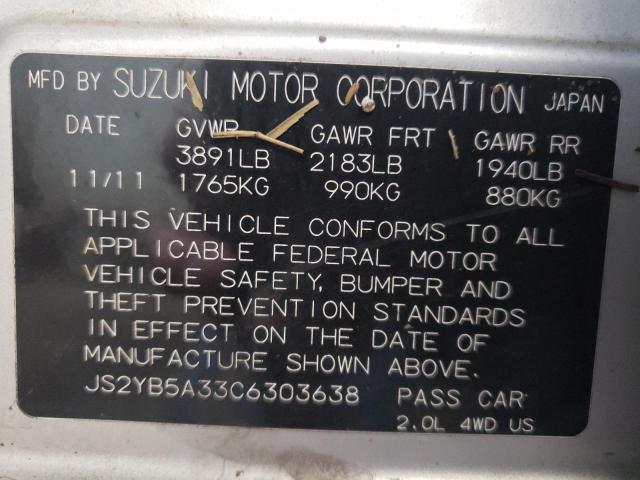 MFD BY SUZUKI MOTOR CORPORATION JAPAN
DATE GVWR GAWR FRT GAWR RR
3891LB 2183LB 1940LB
11/11 1765KG 990KG 880KG
THIS VEHICLE CONFORMS TO ALL
APPLICABLE FEDERAL MOTOR
VEHICLE SAFETY, BUMPER AND
THEFT PREVENTION STANDARDS
IN EFFECT ON THE DATE OF
MANUFACTURE SHOWN ABOVE.
JS2YB5A33C6303638 PASS CAR
2.0L 4WD US